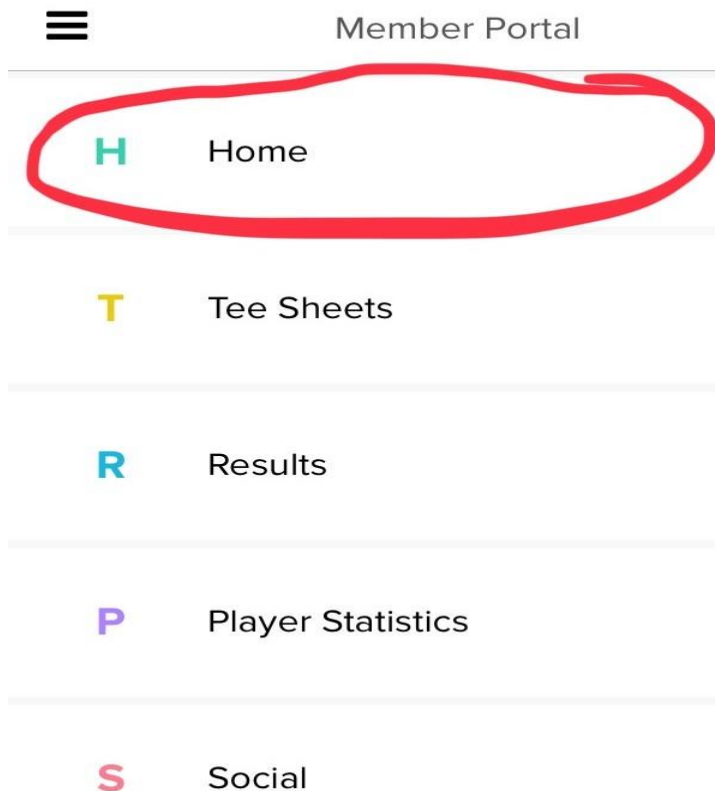 Member Portal
H Home
T Tee Sheets
R Results
P Player Statistics
S Social